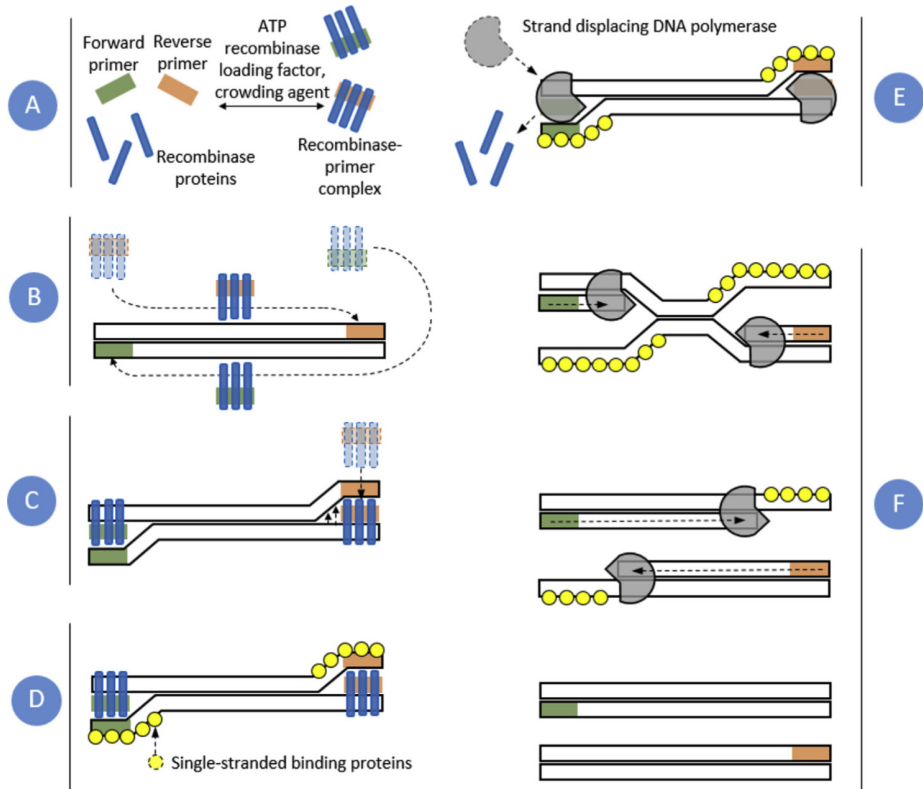 A
Forward
primer
Reverse
primer
ATP
recombinase
loading factor,
crowding agent
Recombinase
proteins
Recombinase-
primer
complex
B
C
D
Single-stranded binding proteins
Strand displacing DNA polymerase
E
F